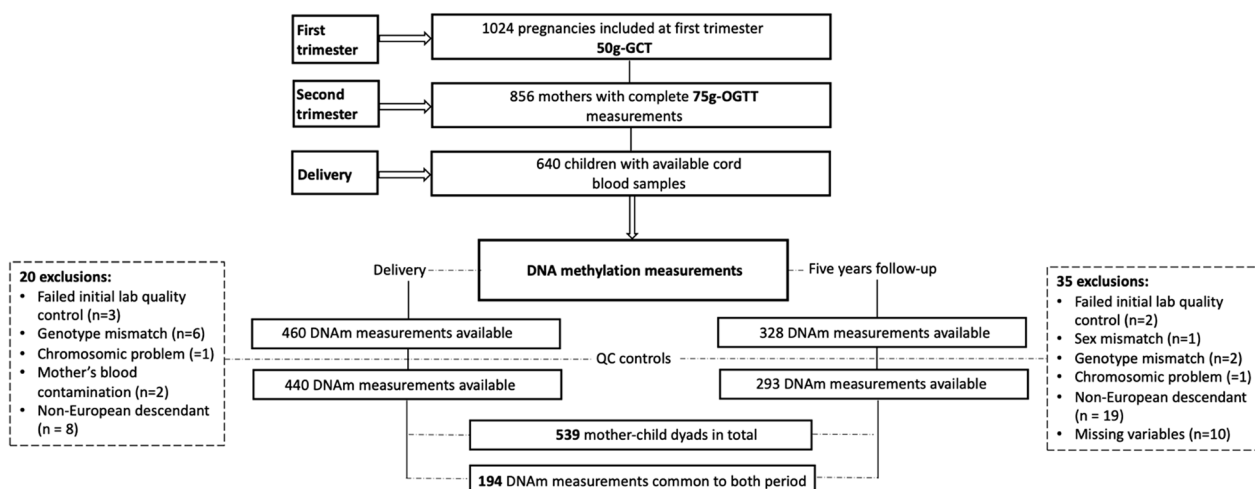 First
trimester
1024 pregnancies included at first trimester
50g-GCT
Second
trimester
856 mothers with complete 75g-OGTT
measurements
Delivery
640 children with available cord
blood samples
DNA methylation measurements
Delivery
Five years follow-up
20 exclusions:
• Failed initial lab quality
control (n=3)
• Genotype mismatch (n=6)
• Chromosomic problem (=1)
• Mother's blood
contamination (n=2)
• Non-European descendant
(n = 8)
460 DNAm measurements available
328 DNAm measurements available
QC controls
440 DNAm measurements available
293 DNAm measurements available
35 exclusions:
• Failed initial lab quality
control (n=2)
• Sex mismatch (n=1)
• Genotype mismatch (n=2)
• Chromosomic problem (=1)
• Non-European descendant
(n = 19)
• Missing variables (n=10)
539 mother-child dyads in total
194 DNAm measurements common to both period